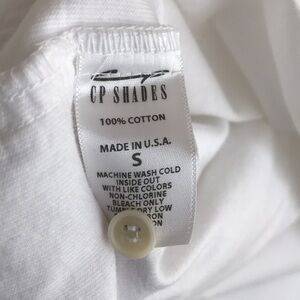 CP SHADES
100% COTTON
MADE IN U.S.A.
S
MACHINE WASH COLD
INSIDE OUT
WITH LIKE COLORS
NON-CHLORINE
BLEACH ONLY
TUMBLE DRY LOW